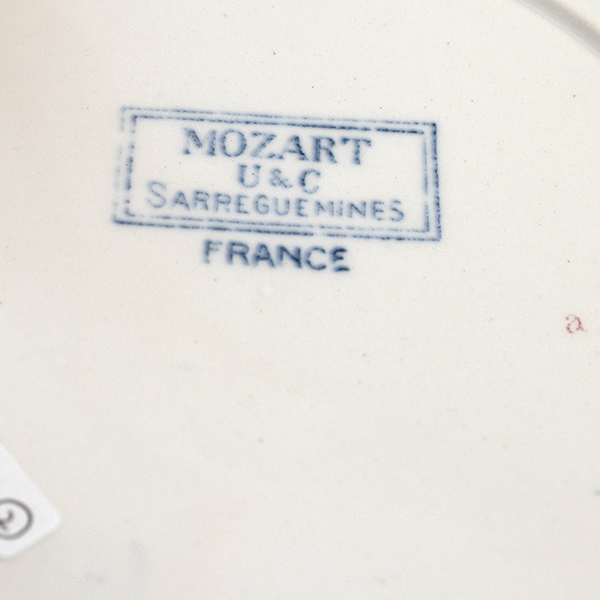 MOZART
U & C
SARREGUEMINES
FRANCE
a